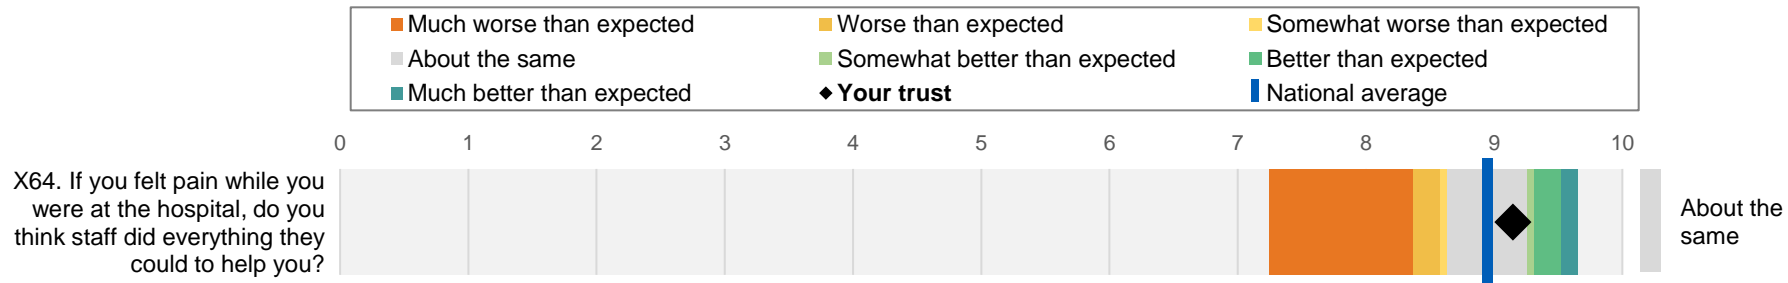 Much worse than expected Worse than expected Somewhat worse than expected
About the same Somewhat better than expected Better than expected
Much better than expected Your trust National average
0 1 2 3 4 5 6 7 8 9 10
X64. If you felt pain while you
were at the hospital, do you
think staff did everything they
could to help you?
About the
same